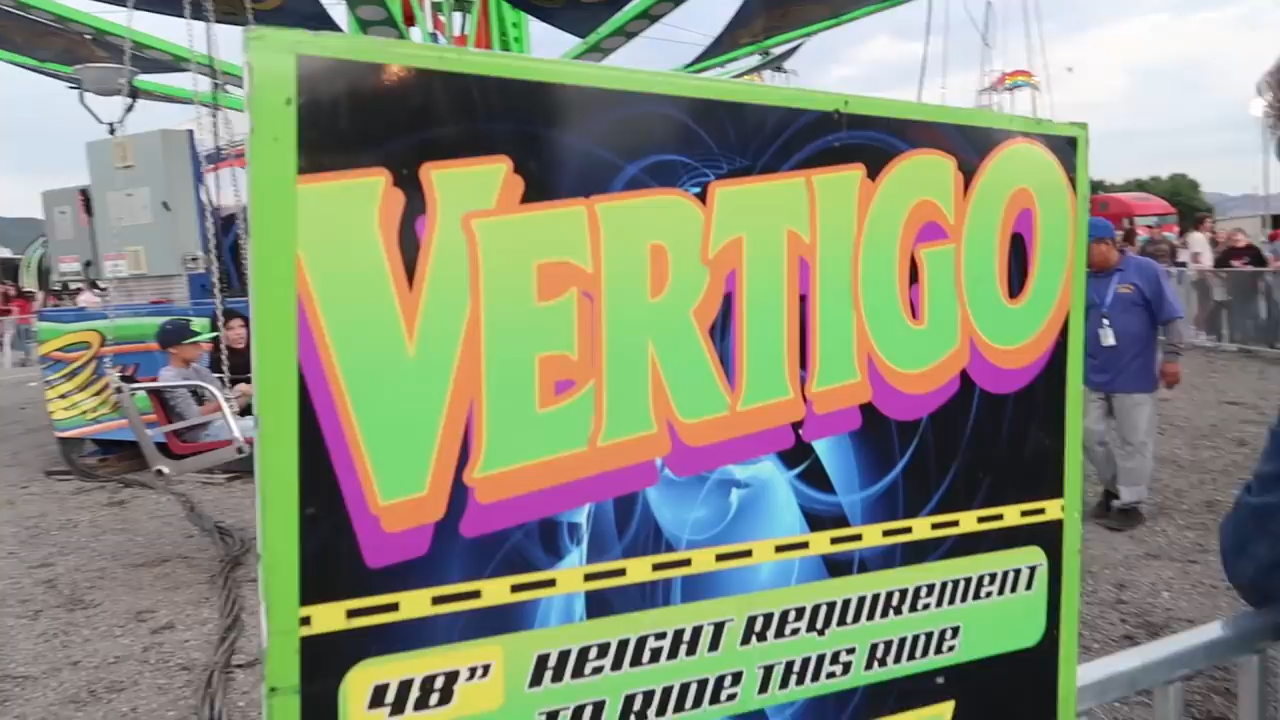 VERTIGO
48” HEIGHT REQUIREMENT
TO RIDE THIS RIDE